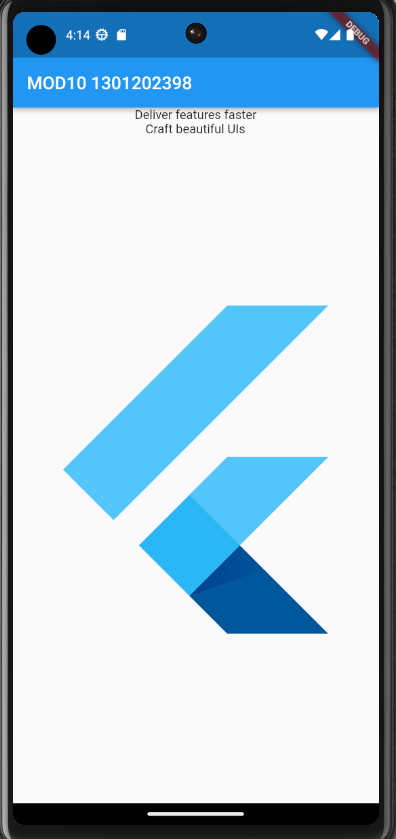 4:14
DEBUG
MOD10 1301202398
Deliver features faster
Craft beautiful UIs